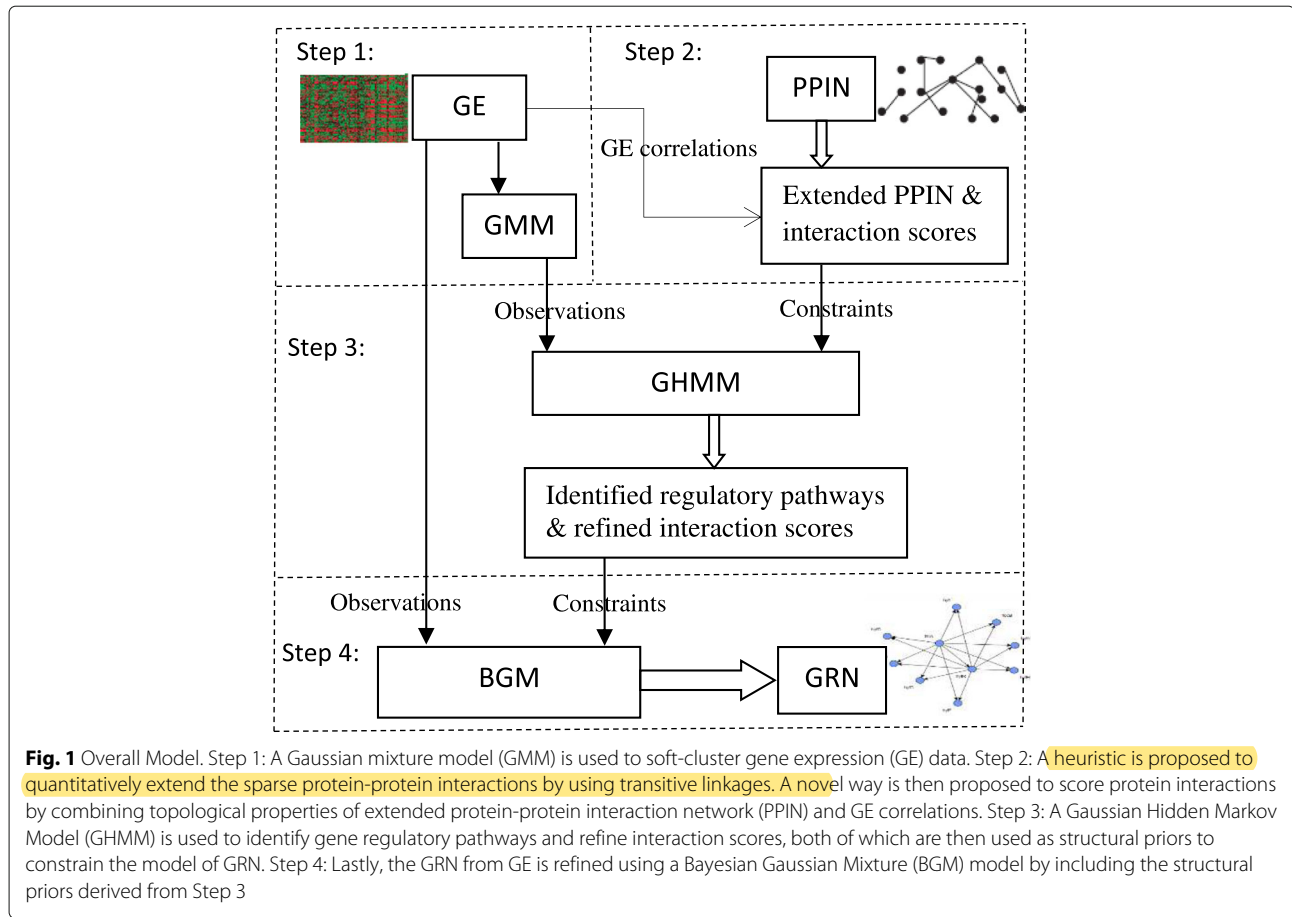 Step 1:
Step 2:
GE
PPIN
GE correlations
GMM
Extended PPIN &
interaction scores
Observations
Constraints
Step 3:
GHMM
Identified regulatory pathways
& refined interaction scores
Observations
Constraints
Step 4:
BGM
GRN
Fig. 1 Overall Model. Step 1: A Gaussian mixture model (GMM) is used to soft-cluster gene expression (GE) data. Step 2: A heuristic is proposed to
quantitatively extend the sparse protein-protein interactions by using transitive linkages. A novel way is then proposed to score protein interactions
by combining topological properties of extended protein-protein interaction network (PPIN) and GE correlations. Step 3: A Gaussian Hidden Markov
Model (GHMM) is used to identify gene regulatory pathways and refine interaction scores, both of which are then used as structural priors to
constrain the model of GRN. Step 4: Lastly, the GRN from GE is refined using a Bayesian Gaussian Mixture (BGM) model by including the structural
priors derived from Step 3